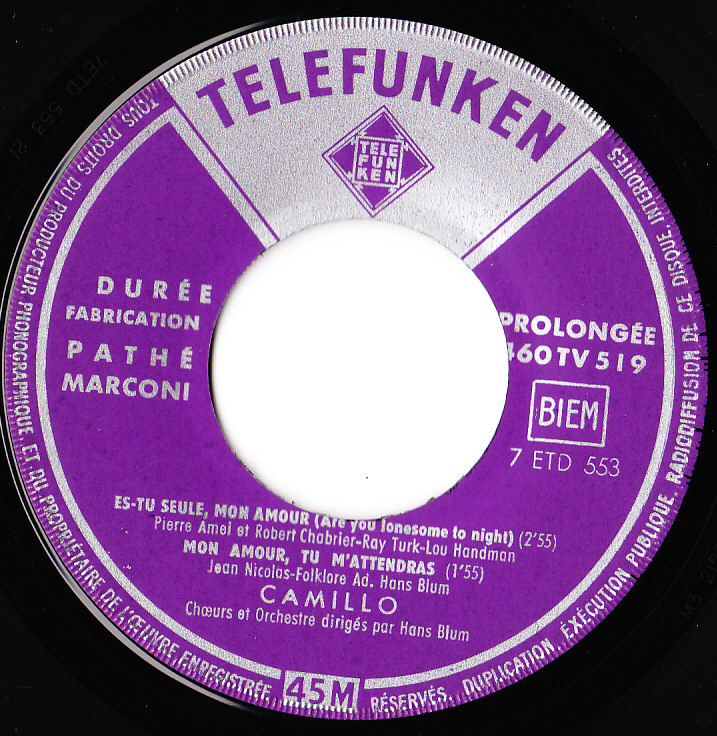 TELEFUNKEN
TELE
FUN
KEN
DURÉE
FABRICATION
PATHÉ
MARCONI
PROLONGÉE
460 TV 519
BIEM
7 ETD 553
ES-TU SEULE, MON AMOUR (Are you lonesome to night) (2'55)
Pierre Amel et Robert Chabrier-Ray Turk-Lou Handman
MON AMOUR, TU M'ATTENDRAS (1'55)
Jean Nicolas-Folklore Ad. Hans Blum
CAMILLO
Chœurs et Orchestre dirigés par Hans Blum
TOUS DROITS DU PRODUCTEUR PHONOGRAPHIQUE ET DU PROPRIÉTAIRE DE L'ŒUVRE ENREGISTRÉE RÉSERVÉS. DUPLICATION, EXÉCUTION PUBLIQUE, RADIODIFFUSION DE CE DISQUE, INTERDITES
45M
7ETD 553 21